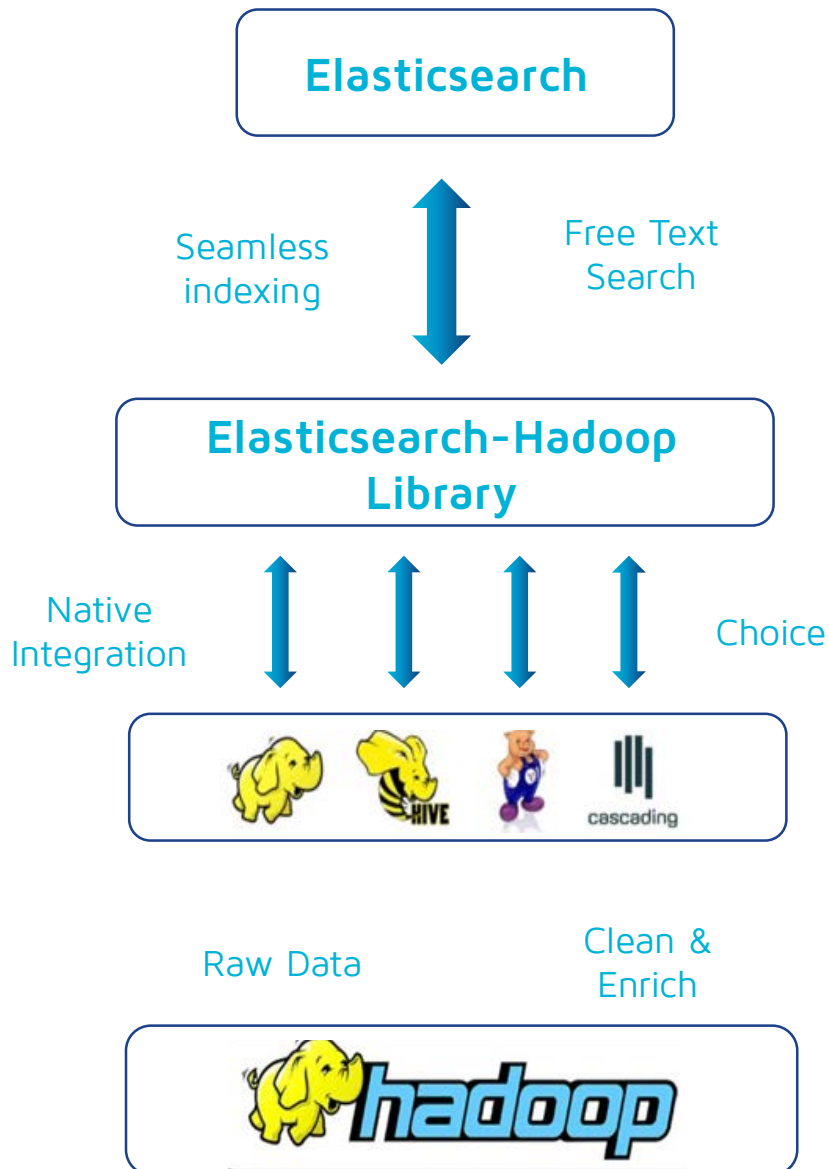 Elasticsearch
Seamless
indexing
Free Text
Search
Elasticsearch-Hadoop
Library
Native
Integration
Choice
HIVE
cascading
Raw Data
Clean &
Enrich
hadoop